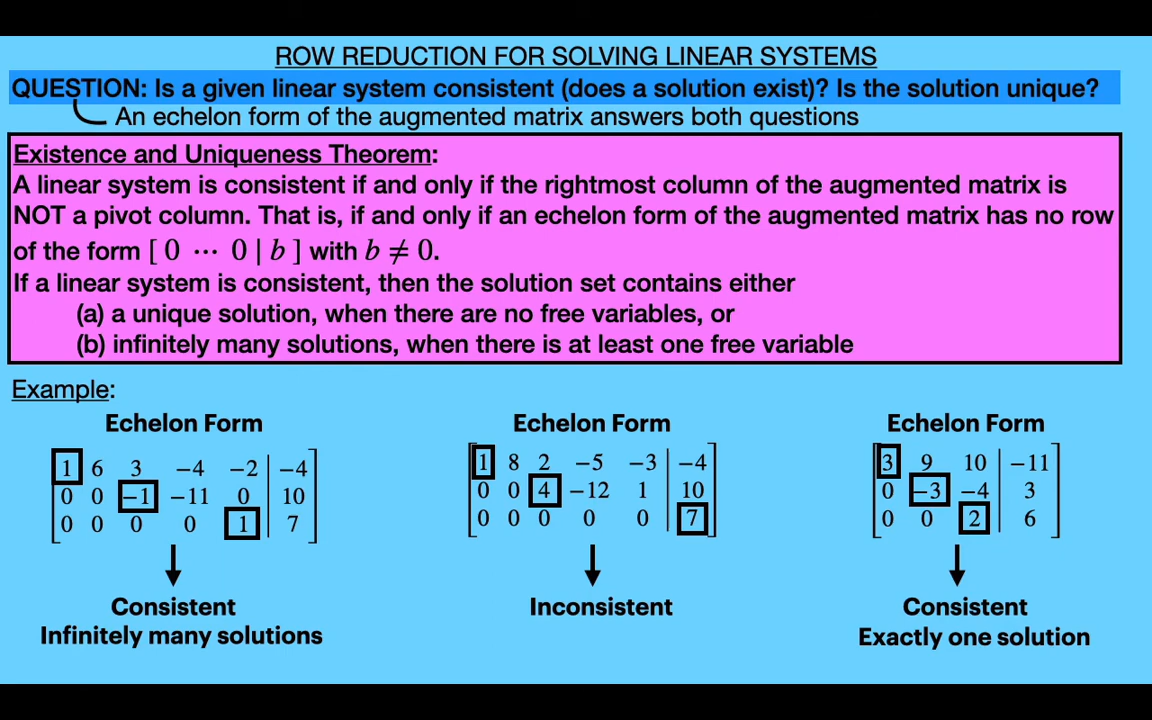 ROW REDUCTION FOR SOLVING LINEAR SYSTEMS
QUESTION: Is a given linear system consistent (does a solution exist)? Is the solution unique?
An echelon form of the augmented matrix answers both questions
Existence and Uniqueness Theorem:
A linear system is consistent if and only if the rightmost column of the augmented matrix is
NOT a pivot column. That is, if and only if an echelon form of the augmented matrix has no row
of the form [ 0 ⋯ 0 | b ] with b ≠ 0.
If a linear system is consistent, then the solution set contains either
(a) a unique solution, when there are no free variables, or
(b) infinitely many solutions, when there is at least one free variable
Example:
Echelon Form
1 6 3 −4 −2 | −4
0 0 −1 −11 0 | 10
0 0 0 0 1 | 7
Consistent
Infinitely many solutions
Echelon Form
1 8 2 −5 −3 | −4
0 0 4 −12 1 | 10
0 0 0 0 0 | 7
Inconsistent
Echelon Form
3 9 10 | −11
0 −3 −4 | 3
0 0 2 | 6
Consistent
Exactly one solution